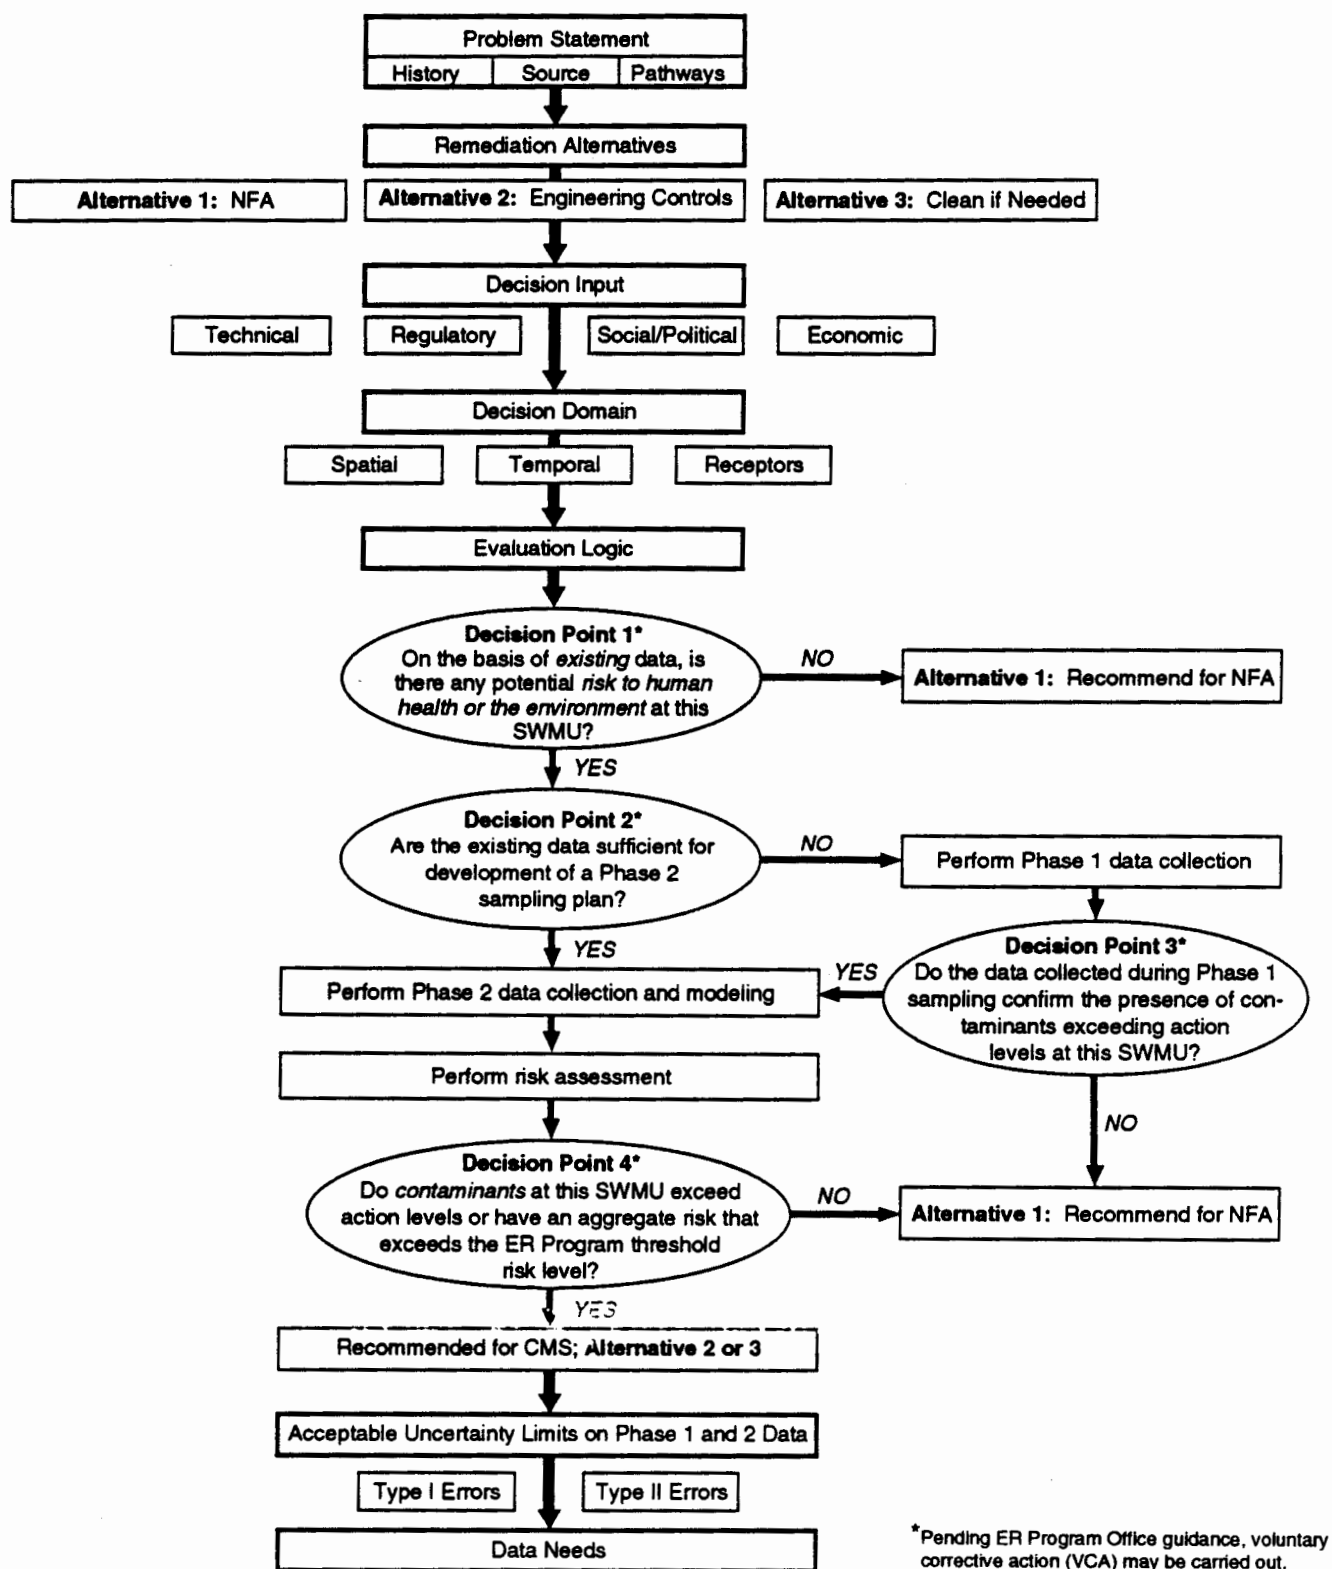 Problem Statement
History Source Pathways
Remediation Alternatives
Alternative 1: NFA
Alternative 2: Engineering Controls
Alternative 3: Clean if Needed
Decision Input
Technical
Regulatory
Social/Political
Economic
Decision Domain
Spatial
Temporal
Receptors
Evaluation Logic
Decision Point 1*
On the basis of existing data, is
there any potential risk to human
health or the environment at this
SWMU?
NO
Alternative 1: Recommend for NFA
YES
Decision Point 2*
Are the existing data sufficient for
development of a Phase 2
sampling plan?
NO
Perform Phase 1 data collection
YES
Decision Point 3*
Do the data collected during Phase 1
sampling confirm the presence of con-
taminants exceeding action
levels at this SWMU?
YES
Perform Phase 2 data collection and modeling
Perform risk assessment
NO
Decision Point 4*
Do contaminants at this SWMU exceed
action levels or have an aggregate risk that
exceeds the ER Program threshold
risk level?
NO
Alternative 1: Recommend for NFA
YES
Recommended for CMS; Alternative 2 or 3
Acceptable Uncertainty Limits on Phase 1 and 2 Data
Type I Errors
Type II Errors
Data Needs
*Pending ER Program Office guidance, voluntary
corrective action (VCA) may be carried out.